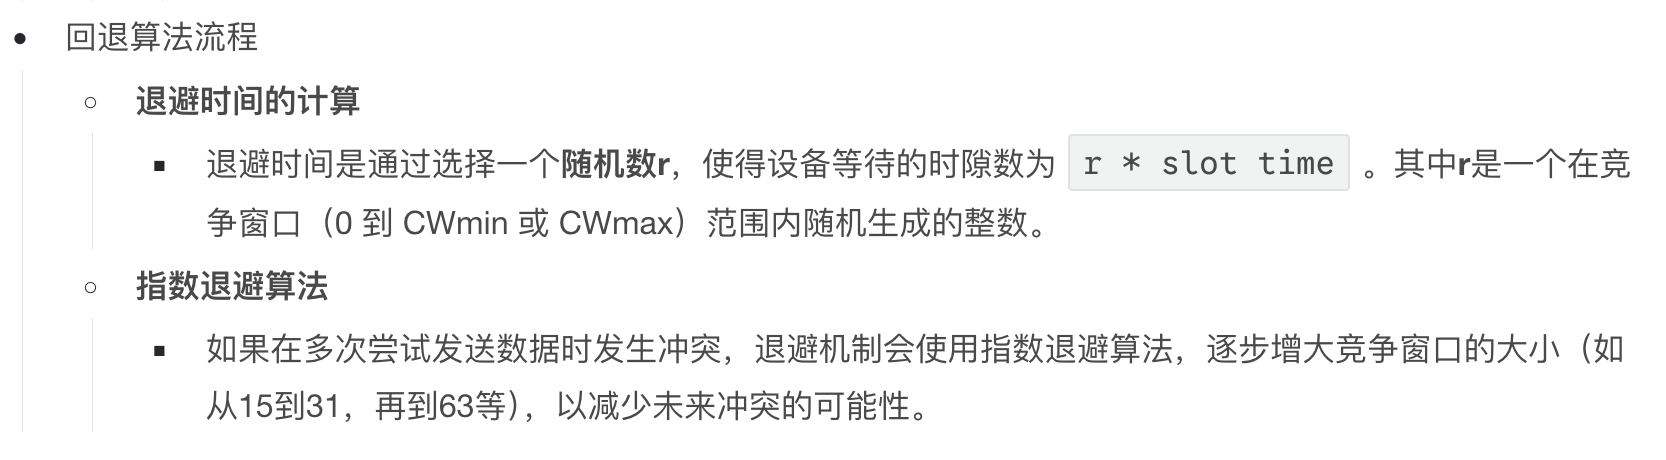 回退算法流程
退避时间的计算
退避时间是通过选择一个随机数r，使得设备等待的时隙数为 r * slot time 。其中r是一个在竞
争窗口（0 到 CWmin 或 CWmax）范围内随机生成的整数。
指数退避算法
如果在多次尝试发送数据时发生冲突，退避机制会使用指数退避算法，逐步增大竞争窗口的大小（如
从15到31，再到63等），以减少未来冲突的可能性。